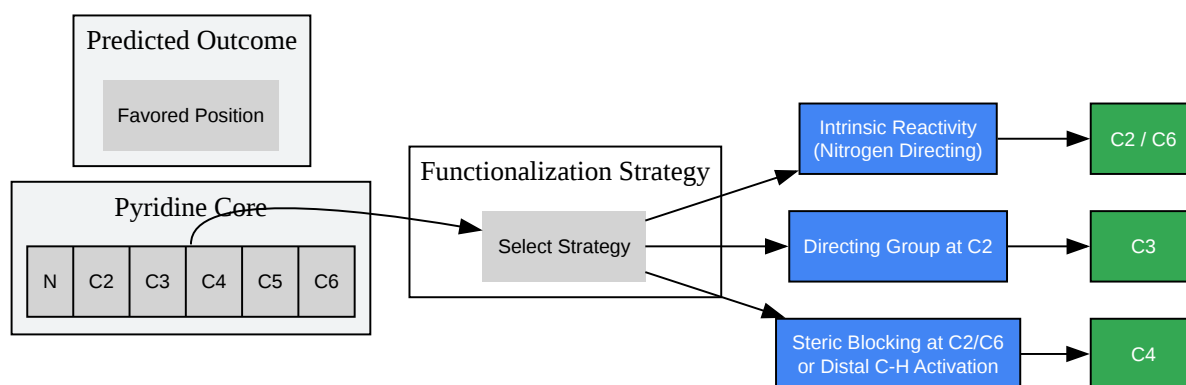 Predicted Outcome
Favored Position
Pyridine Core
N C2 C3 C4 C5 C6
Functionalization Strategy
Select Strategy
Intrinsic Reactivity
(Nitrogen Directing)
C2 / C6
Directing Group at C2
C3
Steric Blocking at C2/C6
or Distal C-H Activation
C4